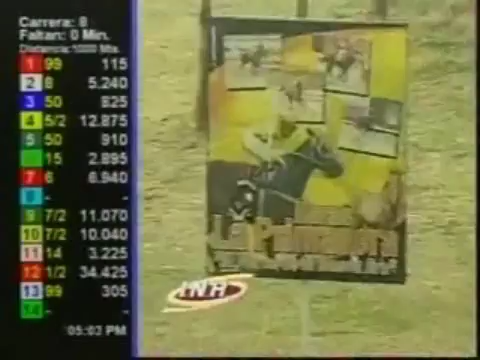 Carrera: 8
Faltan: 0 Min.
Distancia: 1000 Mts.
1 99 115
2 8 5.240
3 50 825
4 5/2 12.875
5 50 910
15 2.895
7 6 6.940
8 - -
9 7/2 11.070
10 7/2 10.040
11 14 3.225
12 1/2 34.425
13 99 305
14 - -
05:03 PM
INH